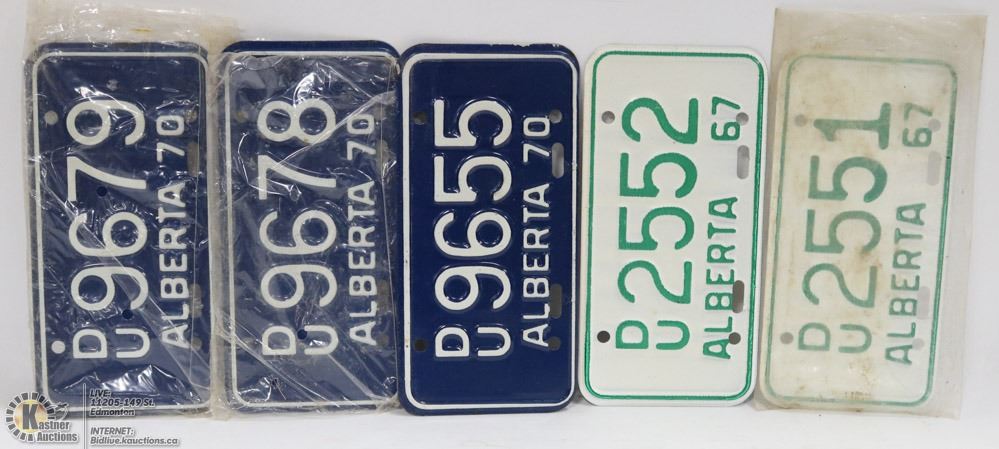 DU 9679
ALBERTA 70
DU 9678
ALBERTA 70
DU 9655
ALBERTA 70
DU 2552
ALBERTA 67
DU 2551
ALBERTA 67
K
Kastner
Auctions
LIVE:
11205-149 St.
Edmonton
INTERNET:
Bidlive.kauctions.ca